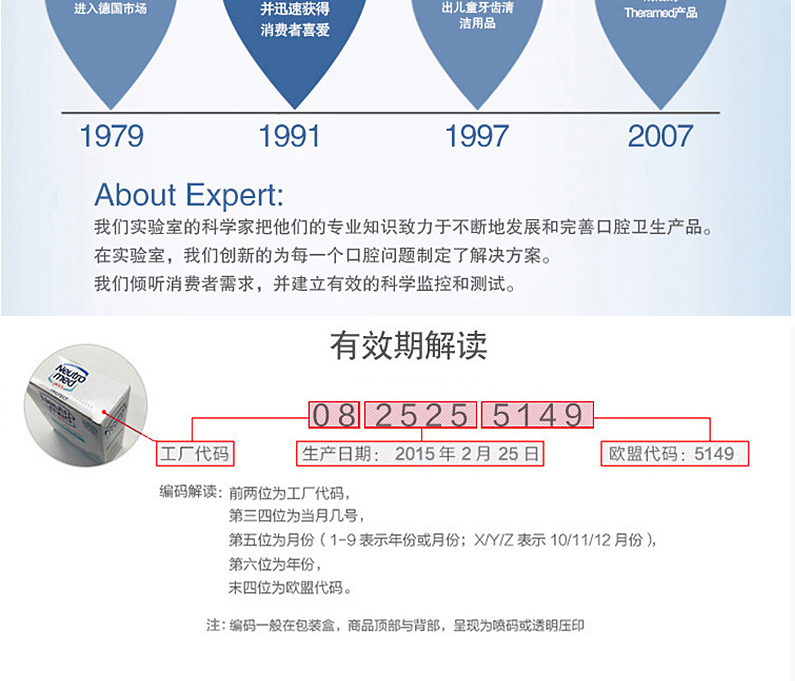 进入德国市场
并迅速获得
消费者喜爱
出儿童牙齿清
洁用品
Theramed产品
1979
1991
1997
2007
About Expert:
我们实验室的科学家把他们的专业知识致力于不断地发展和完善口腔卫生产品。
在实验室，我们创新的为每一个口腔问题制定了解决方案。
我们倾听消费者需求，并建立有效的科学监控和测试。
有效期解读
Neutro
med
08 2525 5149
工厂代码
生产日期： 2015 年 2 月 25 日
欧盟代码：5149
编码解读：前两位为工厂代码，
第三四位为当月几号，
第五位为月份（1-9 表示年份或月份；X/Y/Z 表示 10/11/12 月份），
第六位为年份，
末四位为欧盟代码。
注：编码一般在包装盒，商品顶部与背部，呈现为喷码或透明压印